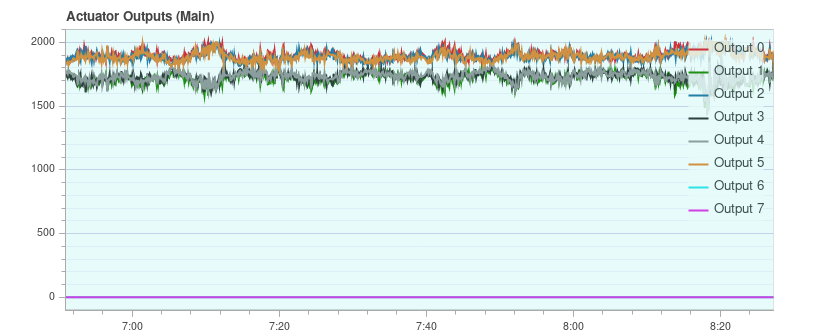 Actuator Outputs (Main)
2000
1500
1000
500
0
7:00
7:20
7:40
8:00
8:20
Output 0
Output 1
Output 2
Output 3
Output 4
Output 5
Output 6
Output 7